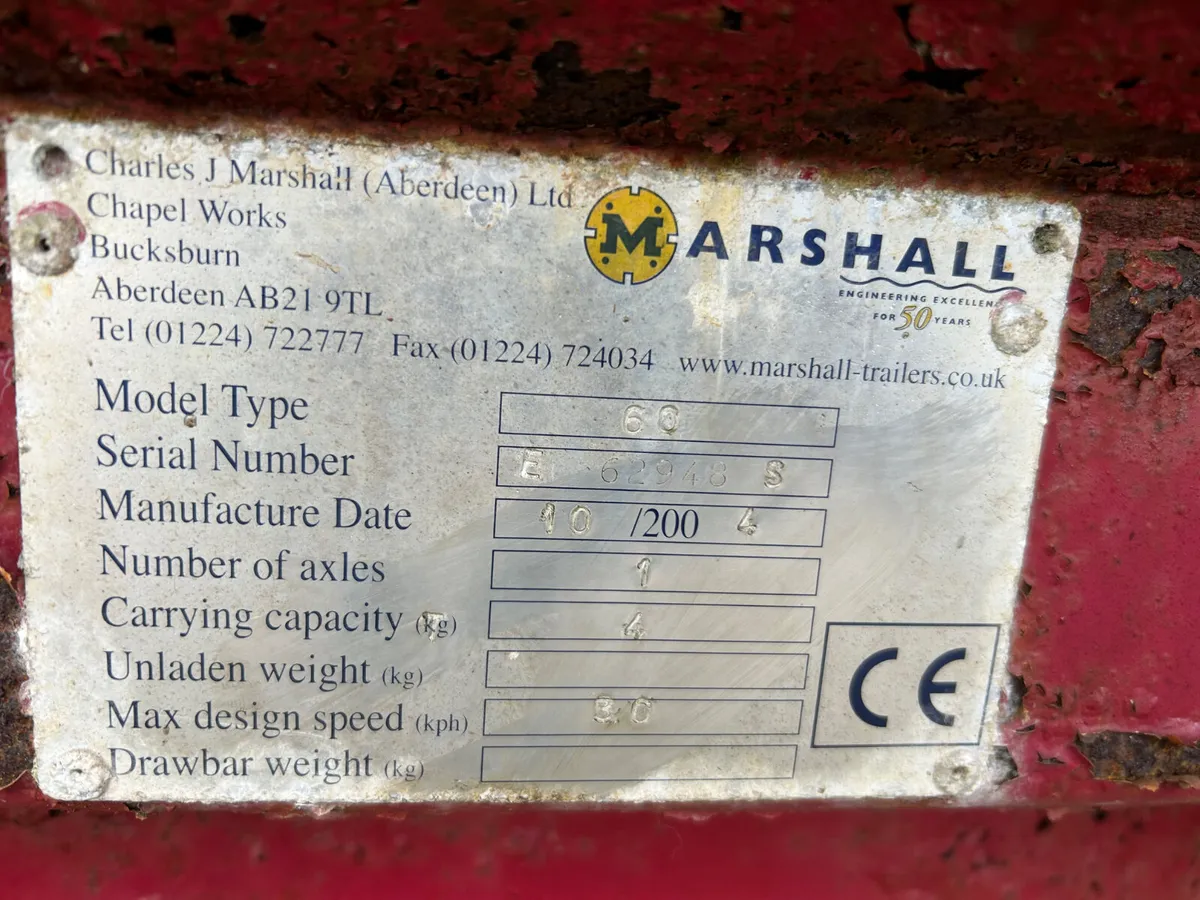 Charles J Marshall (Aberdeen) Ltd
Chapel Works
Bucksburn
Aberdeen AB21 9TL
Tel (01224) 722777 Fax (01224) 724034 www.marshall-trailers.co.uk
MARSHALL
ENGINEERING EXCELLEN
FOR 50 YEARS
Model Type 60
Serial Number E 62948 S
Manufacture Date 10 /200 4
Number of axles 1
Carrying capacity 4
Unladen weight (kg)
Max design speed (kph)
Drawbar weight (kg)
CE